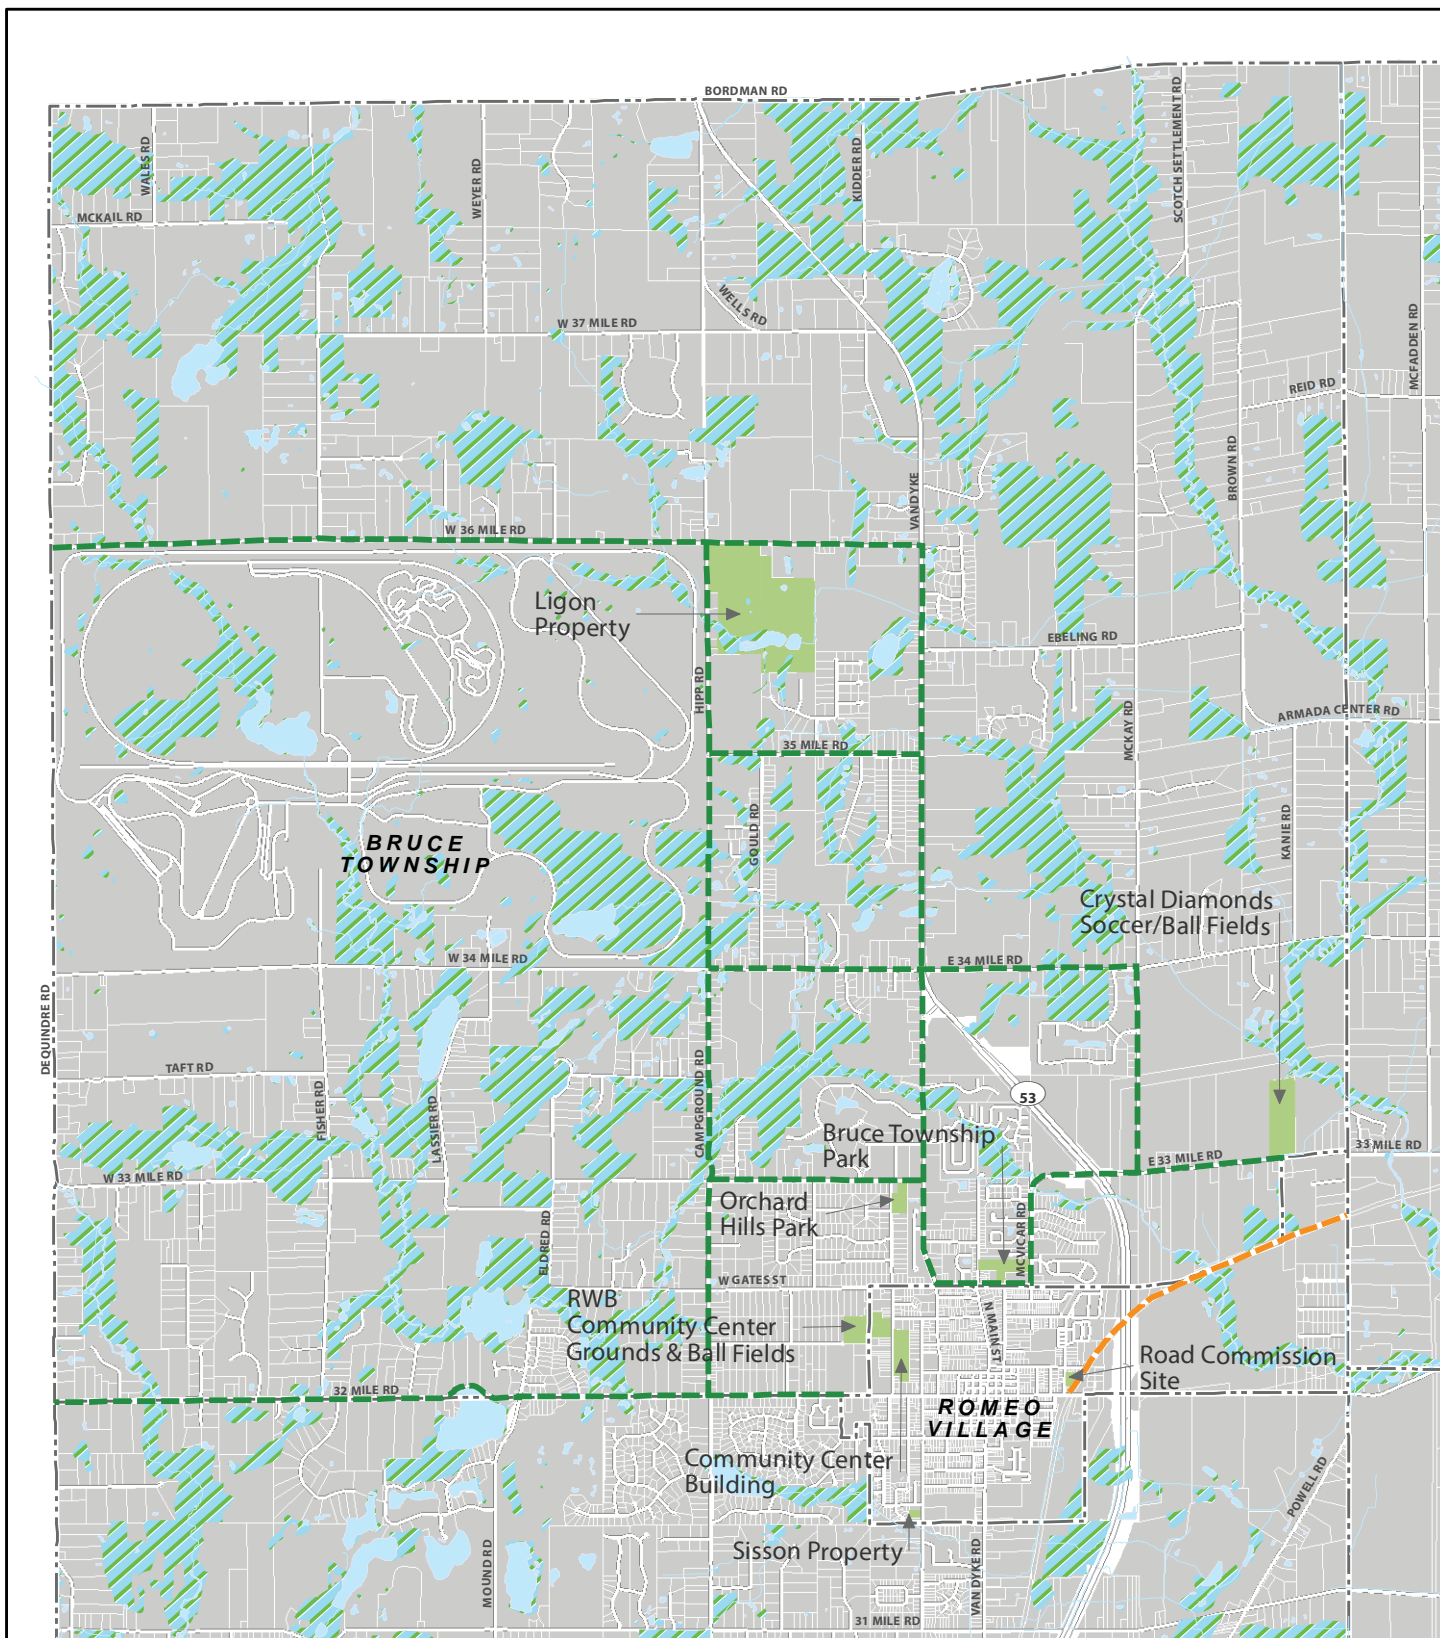 BORDMAN RD
WALES RD
WEYER RD
KIDDER RD
SCOTCH SETTLEMENT RD
MCKAIL RD
WELLS RD
W 37 MILE RD
MCFADDEN RD
REID RD
BROWN RD
VAN DYKE
W 36 MILE RD
Ligon
Property
EBELING RD
HIPP RD
MCKAY RD
ARMADA CENTER RD
35 MILE RD
GOULD RD
KANIE RD
BRUCE
TOWNSHIP
Crystal Diamonds
Soccer/Ball Fields
W 34 MILE RD
E 34 MILE RD
DEQUINDRE RD
TAFT RD
FISHER RD
LASSIER RD
CAMPGROUND RD
53
Bruce Township
Park
33 MILE RD
E 33 MILE RD
W 33 MILE RD
Orchard
Hills Park
MCVICAR RD
ELDRED RD
W GATES ST
RWB
Community Center
Grounds & Ball Fields
N MAIN ST
Road Commission
Site
32 MILE RD
ROMEO
VILLAGE
Community Center
Building
POWELL RD
Sisson Property
MOUND RD
VAN DYKE RD
31 MILE RD